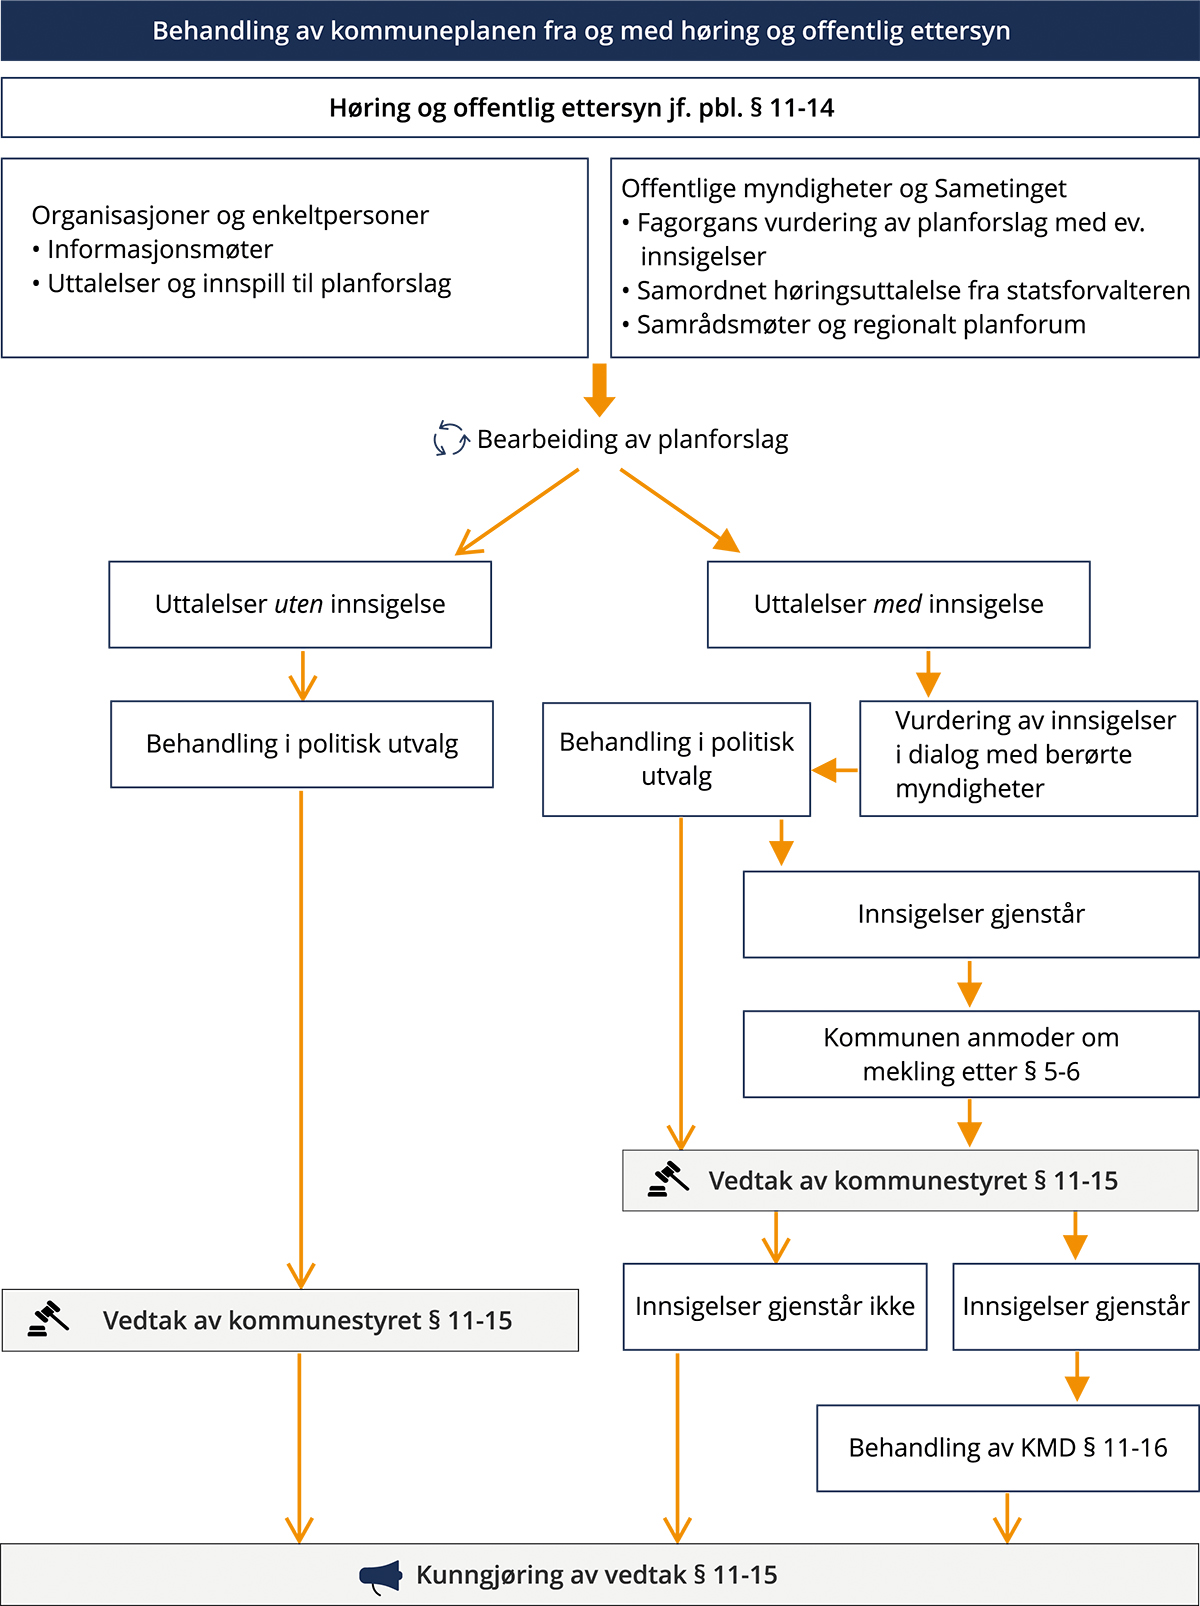 Behandling av kommuneplanen fra og med høring og offentlig ettersyn
Høring og offentlig ettersyn jf. pbl. § 11-14
Organisasjoner og enkeltpersoner
• Informasjonsmøter
• Uttalelser og innspill til planforslag
Offentlige myndigheter og Sametinget
• Fagorgans vurdering av planforslag med ev.
innsigelser
• Samordnet høringsuttalelse fra statsforvalteren
• Samrådsmøter og regionalt planforum
Bearbeiding av planforslag
Uttalelser uten innsigelse
Uttalelser med innsigelse
Behandling i politisk utvalg
Behandling i politisk
utvalg
Vurdering av innsigelser
i dialog med berørte
myndigheter
Innsigelser gjenstår
Kommunen anmoder om
mekling etter § 5-6
Vedtak av kommunestyret § 11-15
Innsigelser gjenstår ikke
Innsigelser gjenstår
Vedtak av kommunestyret § 11-15
Behandling av KMD § 11-16
Kunngjøring av vedtak § 11-15